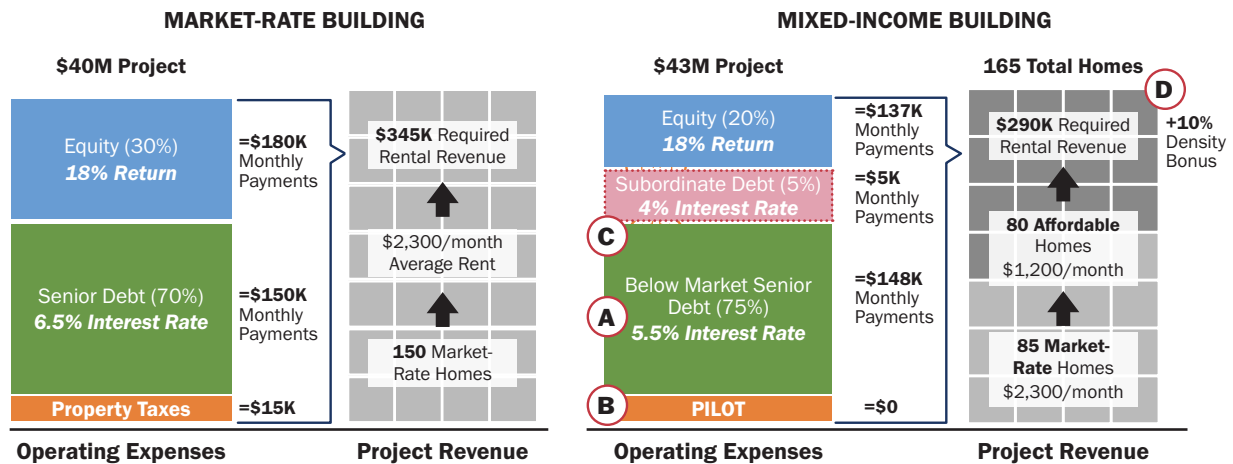 MARKET-RATE BUILDING
$40M Project
Equity (30%)
18% Return
=$180K
Monthly
Payments
Senior Debt (70%)
6.5% Interest Rate
=$150K
Monthly
Payments
Property Taxes
=$15K
Operating Expenses
$345K Required
Rental Revenue
$2,300/month
Average Rent
150 Market-
Rate Homes
Project Revenue
MIXED-INCOME BUILDING
$43M Project
Equity (20%)
18% Return
=$137K
Monthly
Payments
Subordinate Debt (5%)
4% Interest Rate
=$5K
Monthly
Payments
C
Below Market Senior
Debt (75%)
5.5% Interest Rate
A
=$148K
Monthly
Payments
B
PILOT
=$0
Operating Expenses
165 Total Homes
D
+10%
Density
Bonus
$290K Required
Rental Revenue
80 Affordable
Homes
$1,200/month
85 Market-
Rate Homes
$2,300/month
Project Revenue